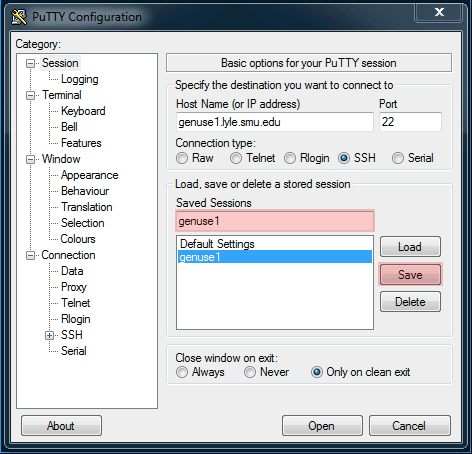 PuTTY Configuration
Category:
Session
Logging
Terminal
Keyboard
Bell
Features
Window
Appearance
Behaviour
Translation
Selection
Colours
Connection
Data
Proxy
Telnet
Rlogin
SSH
Serial
Basic options for your PuTTY session
Specify the destination you want to connect to
Host Name (or IP address) Port
genuse1.lyle.smu.edu 22
Connection type:
Raw Telnet Rlogin SSH Serial
Load, save or delete a stored session
Saved Sessions
genuse1
Default Settings
genuse1
Load
Save
Delete
Close window on exit:
Always Never Only on clean exit
About Open Cancel